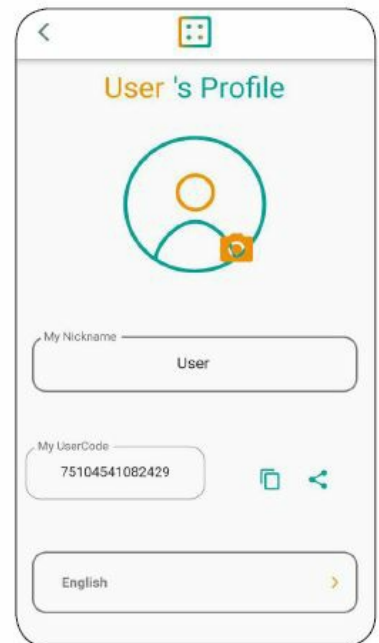 User 's Profile
My Nickname
User
My UserCode
75104541082429
English